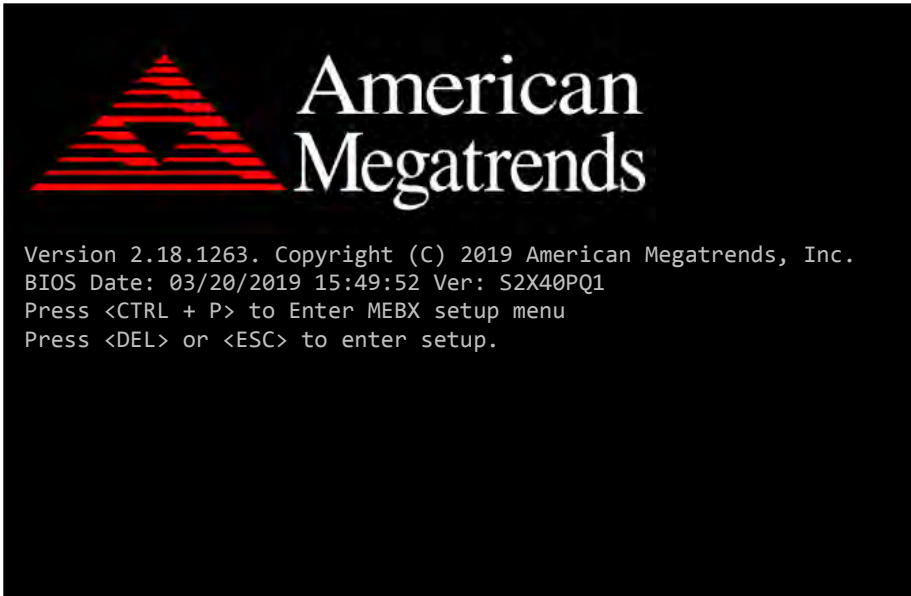 American
Megatrends
Version 2.18.1263. Copyright (C) 2019 American Megatrends, Inc.
BIOS Date: 03/20/2019 15:49:52 Ver: S2X40PQ1
Press <CTRL + P> to Enter MEBX setup menu
Press <DEL> or <ESC> to enter setup.